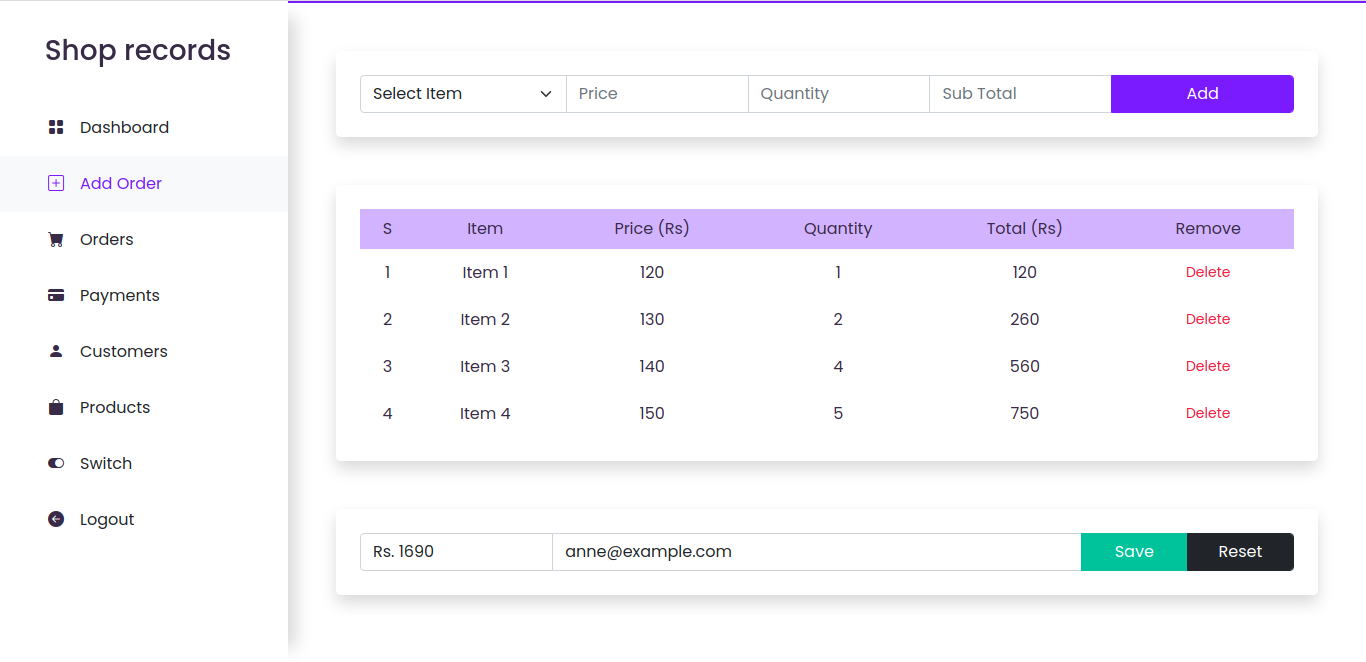 Shop records
Dashboard
Add Order
Orders
Payments
Customers
Products
Switch
Logout
Select Item Price Quantity Sub Total Add
S Item Price (Rs) Quantity Total (Rs) Remove
1 Item 1 120 1 120 Delete
2 Item 2 130 2 260 Delete
3 Item 3 140 4 560 Delete
4 Item 4 150 5 750 Delete
Rs. 1690 anne@example.com Save Reset